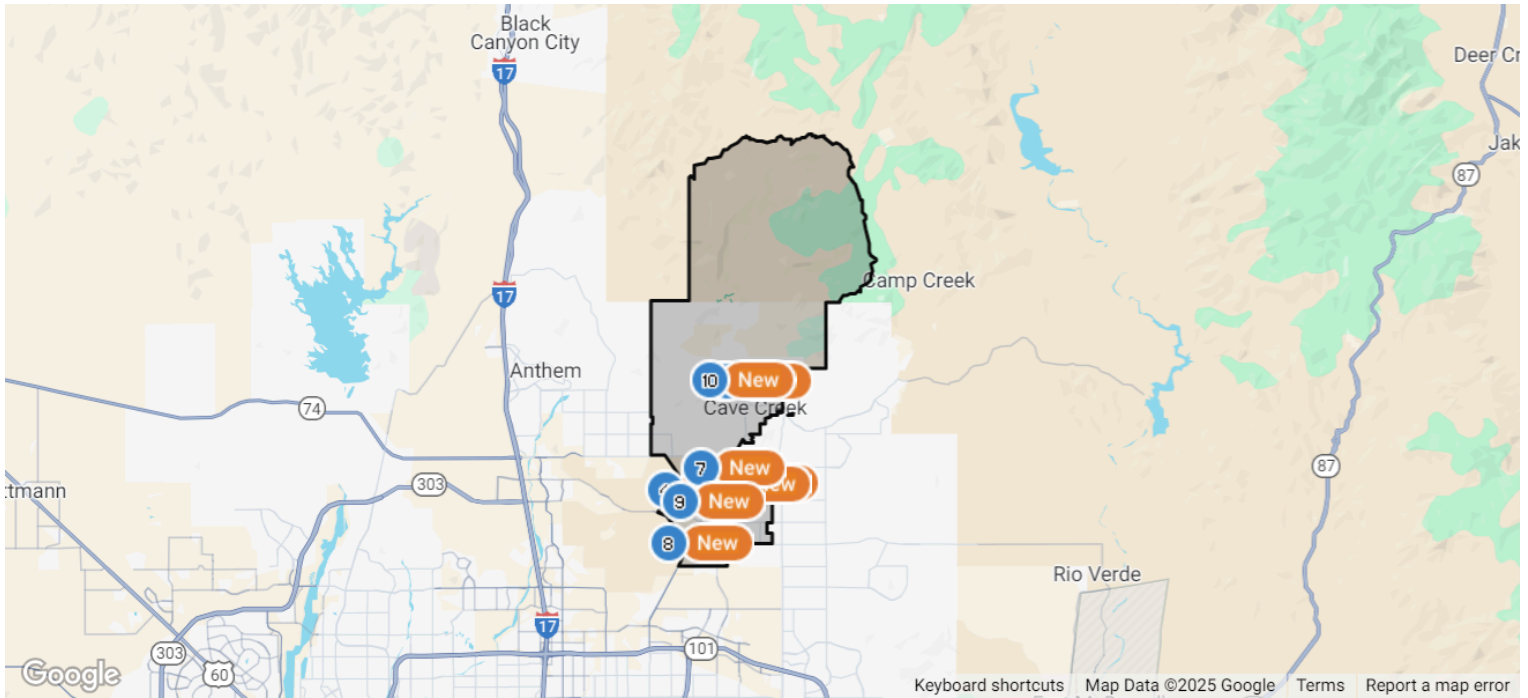 Black
Canyon City
17
Deer Cr
Jak
87
17
Camp Creek
Anthem
10
New
Cave Creek
74
7
New
303
87
ttmann
ew
9
New
8
New
Rio Verde
17
303
101
60
Google
Keyboard shortcuts
Map Data ©2025 Google
Terms
Report a map error